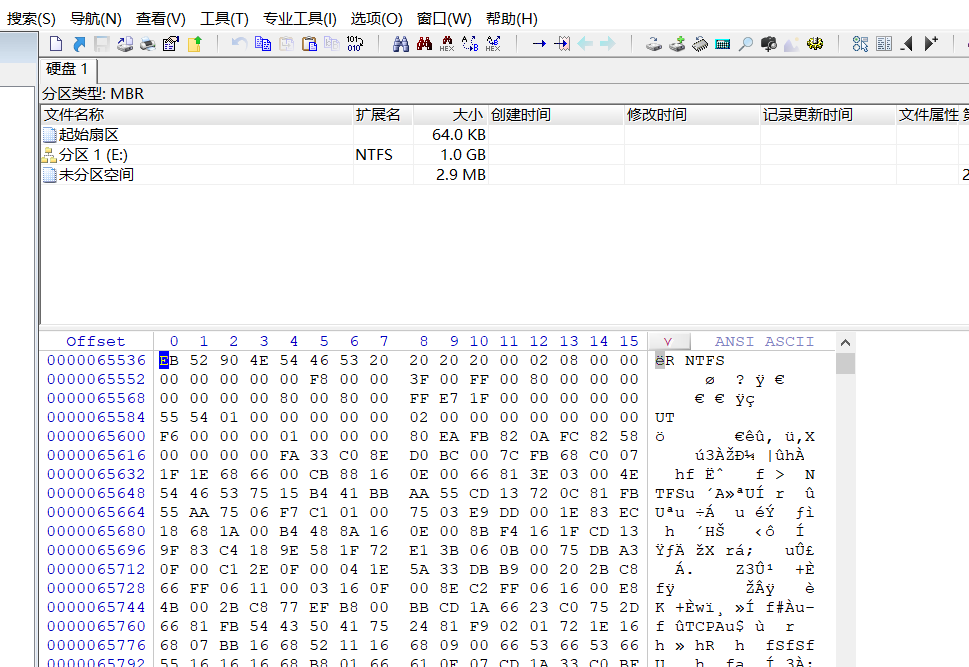 搜索(S) 导航(N) 查看(V) 工具(T) 专业工具(I) 选项(O) 窗口(W) 帮助(H)
硬盘 1
分区类型: MBR
文件名称 扩展名 大小 创建时间 修改时间 记录更新时间 文件属性
起始扇区 64.0 KB
分区 1 (E:) NTFS 1.0 GB
未分区空间 2.9 MB 2
Offset 0 1 2 3 4 5 6 7 8 9 10 11 12 13 14 15 ANSI ASCII
0000065536 EB 52 90 4E 54 46 53 20 20 20 20 00 02 08 00 00 ëR NTFS
0000065552 00 00 00 00 00 F8 00 00 3F 00 FF 00 80 00 00 00 ø ? ÿ €
0000065568 00 00 00 00 80 00 80 00 FF E7 1F 00 00 00 00 00 € € ÿç
0000065584 55 54 01 00 00 00 00 00 02 00 00 00 00 00 00 00 UT
0000065600 F6 00 00 00 01 00 00 00 80 EA FB 82 0A FC 82 58 ö €êû‚ ü‚X
0000065616 00 00 00 00 FA 33 C0 8E D0 BC 00 7C FB 68 C0 07 ú3ÀŽÐ¼ |ûhÀ
0000065632 1F 1E 68 66 00 CB 88 16 0E 00 66 81 3E 03 00 4E hf ˈ f > N
0000065648 54 46 53 75 15 B4 41 BB AA 55 CD 13 72 0C 81 FB TFSu ´A»ªUÍ r û
0000065664 55 AA 75 06 F7 C1 01 00 75 03 E9 DD 00 1E 83 EC Uªu ÷Á u éÝ ƒì
0000065680 18 68 1A 00 B4 48 8A 16 0E 00 8B F4 16 1F CD 13 h ´HŠ ‹ô Í
0000065696 9F 83 C4 18 9E 58 1F 72 E1 3B 06 0B 00 75 DB A3 ŸƒÄ žX rá; uÛ£
0000065712 0F 00 C1 2E 0F 00 04 1E 5A 33 DB B9 00 20 2B C8 Á. Z3Û¹ +È
0000065728 66 FF 06 11 00 03 16 0F 00 8E C2 FF 06 16 00 E8 fÿ ŽÂÿ è
0000065744 4B 00 2B C8 77 EF B8 00 BB CD 1A 66 23 C0 75 2D K +Èwï¸ »Í f#Àu-
0000065760 66 81 FB 54 43 50 41 75 24 81 F9 02 01 72 1E 16 f ûTCPAu$ ù r
0000065776 68 07 BB 16 68 52 11 16 68 09 00 66 53 66 53 66 h » hR h fSfSf
0000065792 55 16 16 16 68 B8 01 66 61 0E 07 CD 1A 33 C0 BF U h¸ fa Í 3À¿